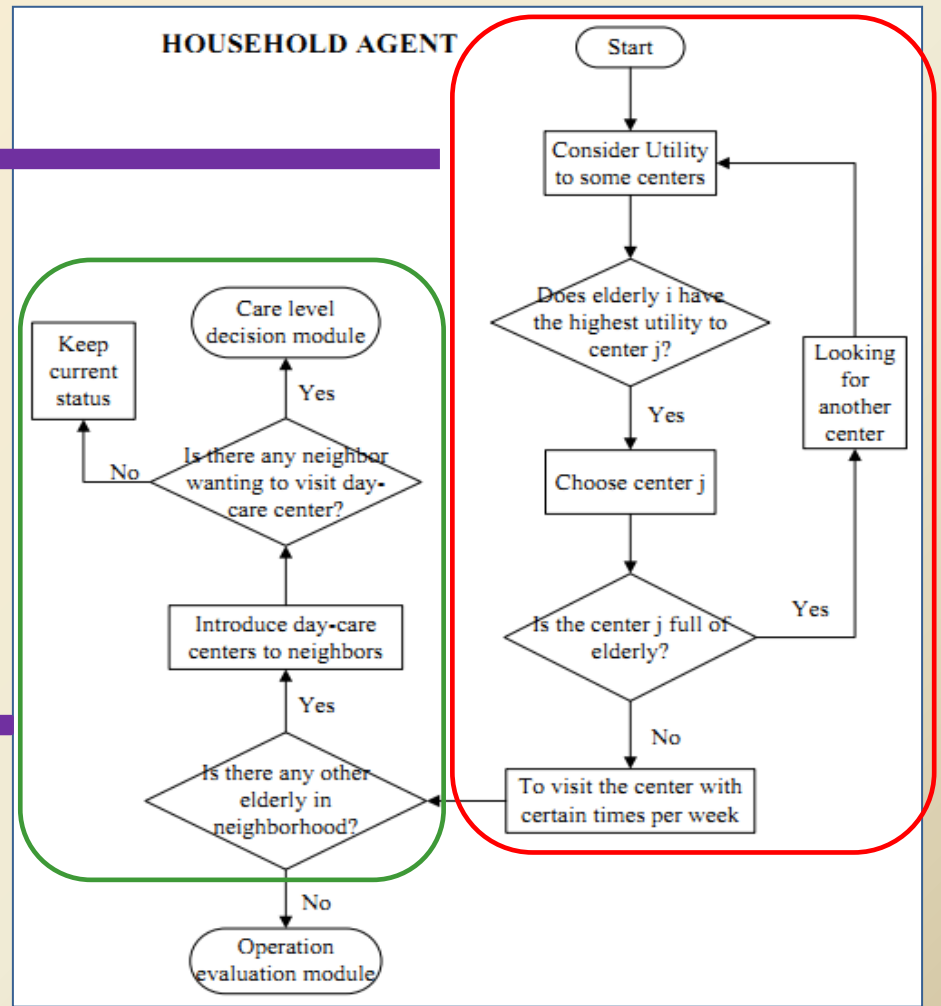 HOUSEHOLD AGENT
Start
Consider Utility
to some centers
Does elderly i have
the highest utility to
center j?
Yes
Choose center j
Is the center j full of
elderly?
Yes
Looking
for
another
center
No
To visit the center with
certain times per week
Is there any other
elderly in
neighborhood?
Yes
Introduce day-care
centers to neighbors
Is there any neighbor
wanting to visit day-
care center?
No
Keep
current
status
Yes
Care level
decision module
No
Operation
evaluation module